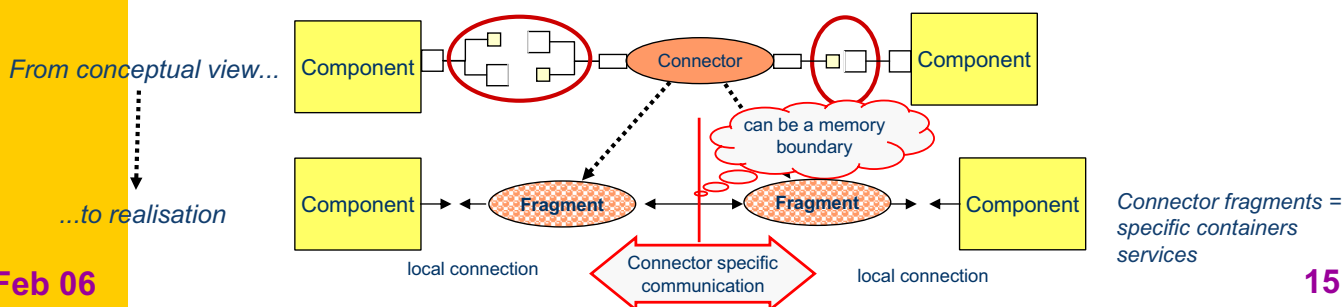 From conceptual view...
Component
Connector
Component
can be a memory
boundary
...to realisation
Component
Fragment
Fragment
Component
Connector fragments =
specific containers
services
local connection
Connector specific
communication
local connection
Feb 06
15